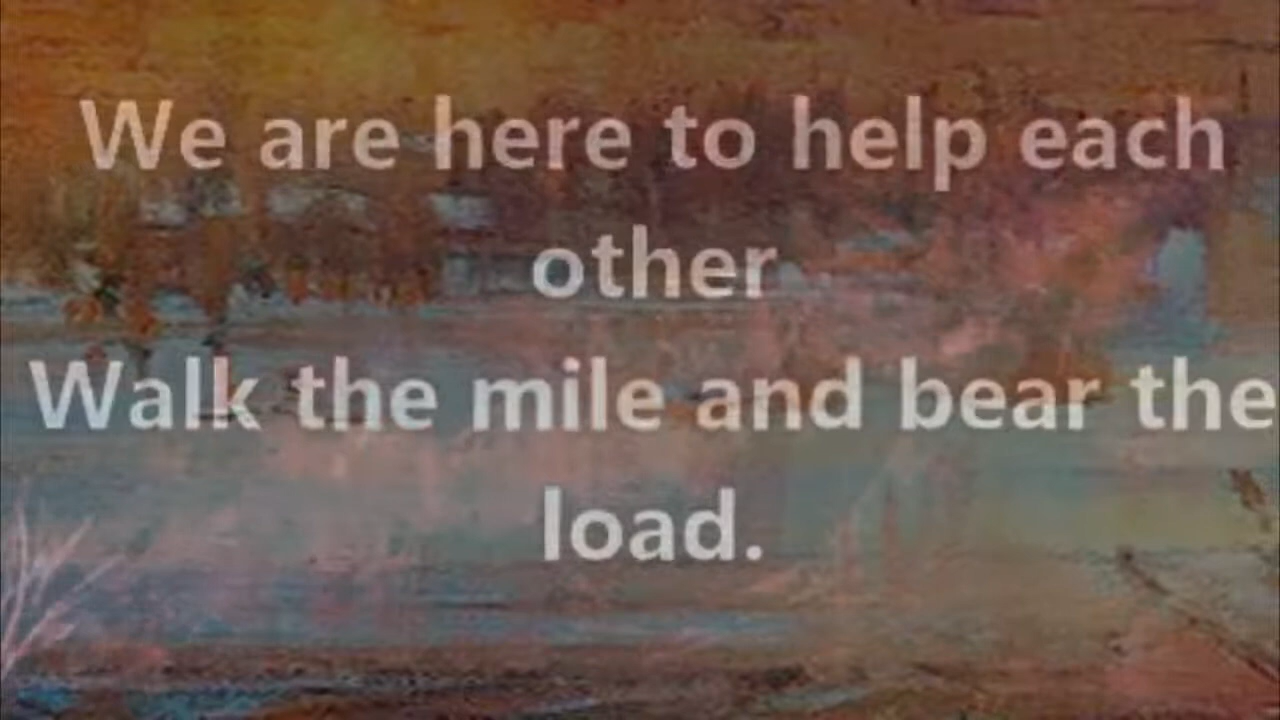 We are here to help each
other
Walk the mile and bear the
load.